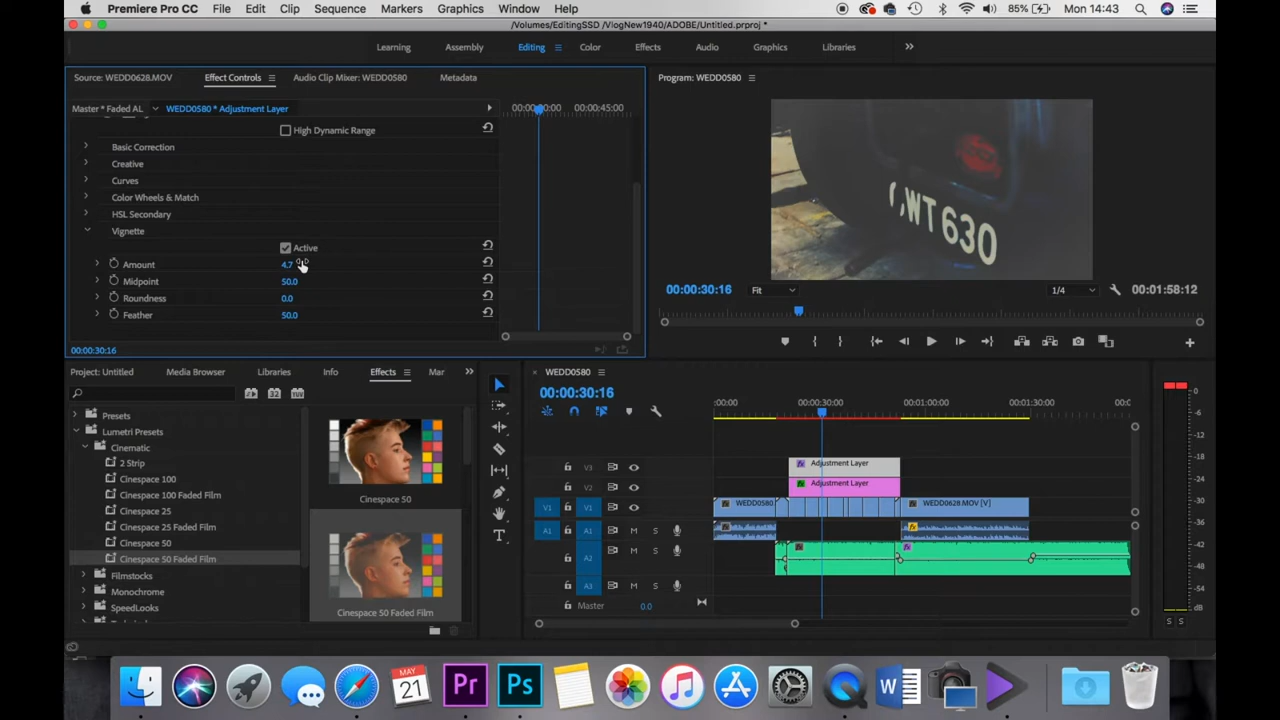 Premiere Pro CC File Edit Clip Sequence Markers Graphics Window Help 85% Mon 14:43
/Volumes/EditingSSD /VlogNew1940/ADOBE/Untitled.prproj *
Learning Assembly Editing Color Effects Audio Graphics Libraries
Source: WEDD0628.MOV Effect Controls Audio Clip Mixer: WEDD0580 Metadata
Master * Faded AL WEDD0580 * Adjustment Layer
00:00:45:00
High Dynamic Range
Basic Correction
Creative
Curves
Color Wheels & Match
HSL Secondary
Vignette
Active
Amount 4.7
Midpoint 50.0
Roundness 0.0
Feather 50.0
00:00:30:16
Program: WEDD0580
WT 630
00:00:30:16 Fit 1/4 00:01:58:12
Project: Untitled Media Browser Libraries Info Effects Mar
Presets
Lumetri Presets
Cinematic
2 Strip
Cinespace 100
Cinespace 100 Faded Film
Cinespace 25
Cinespace 25 Faded Film
Cinespace 50
Cinespace 50 Faded Film
Filmstocks
Monochrome
SpeedLooks
Cinespace 50
Cinespace 50 Faded Film
WEDD0580
00:00:30:16
:00:00 00:00:30:00 00:01:00:00 00:01:30:00 00:0
V3 Adjustment Layer
V2 Adjustment Layer
V1 V1 WEDD0580 WEDD0628.MOV [V]
A1 A1 M S
A2 M S
A3 M S
Master 0.0
0
-6
-12
-18
-24
-30
-36
-42
-48
-54
dB
S S
MAY
21
Pr
Ps
W